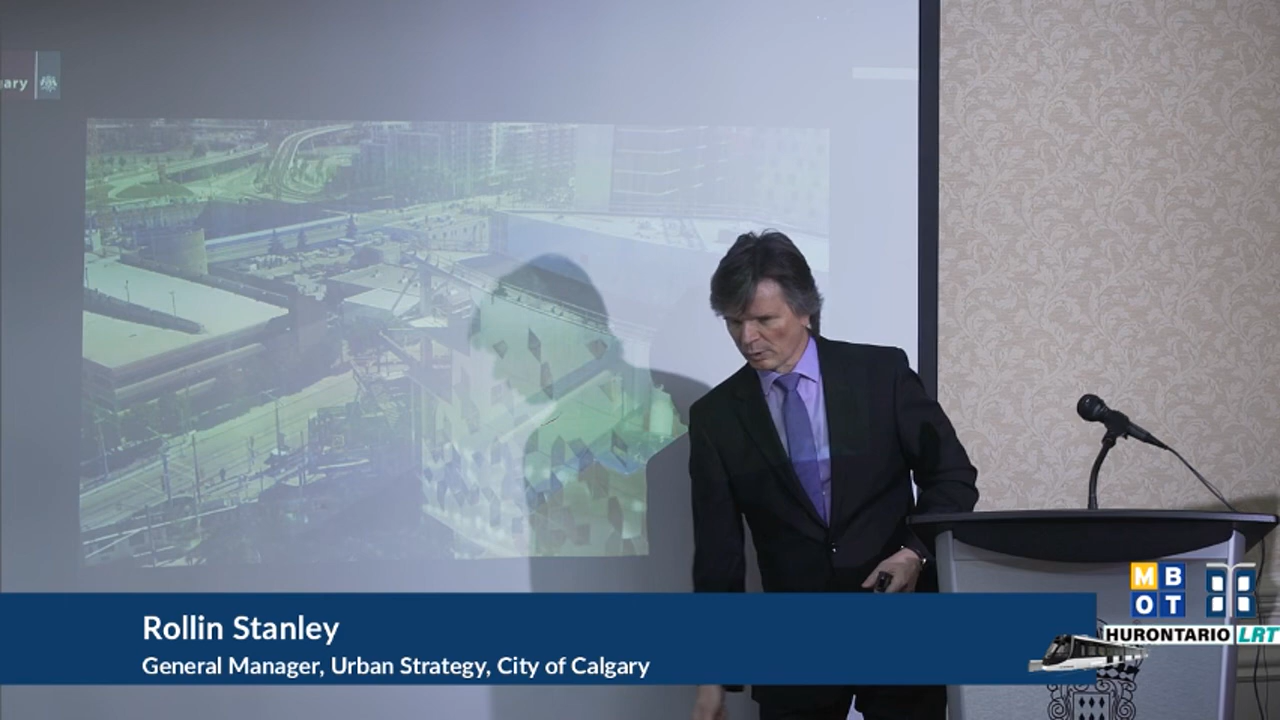 gary
Rollin Stanley
General Manager, Urban Strategy, City of Calgary
M B
O T
HURONTARIO LRT